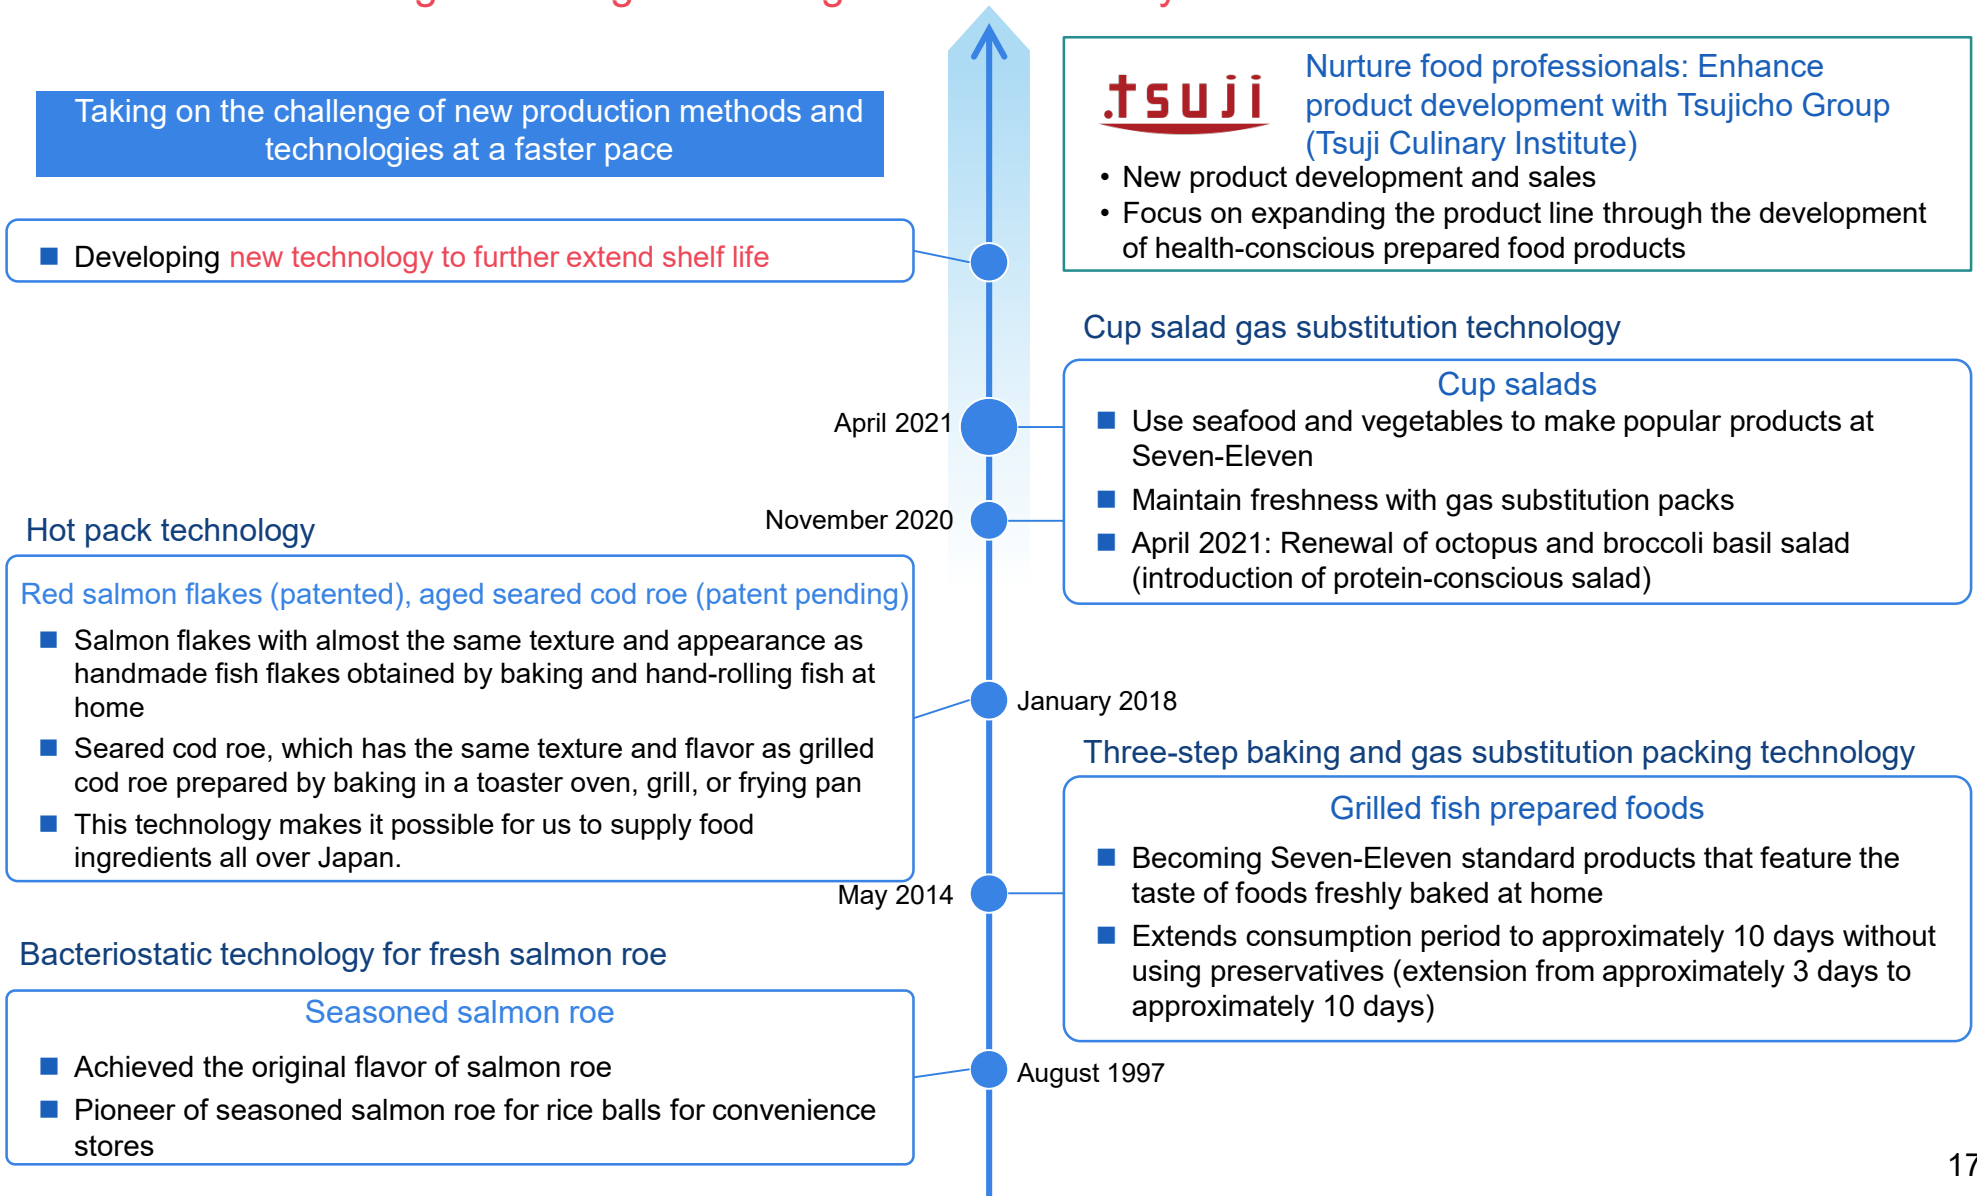 Taking on the challenge of new production methods and
technologies at a faster pace
Developing new technology to further extend shelf life
.tsuji
Nurture food professionals: Enhance
product development with Tsujicho Group
(Tsuji Culinary Institute)
• New product development and sales
• Focus on expanding the product line through the development
of health-conscious prepared food products
Cup salad gas substitution technology
April 2021
November 2020
Cup salads
Use seafood and vegetables to make popular products at
Seven-Eleven
Maintain freshness with gas substitution packs
April 2021: Renewal of octopus and broccoli basil salad
(introduction of protein-conscious salad)
Hot pack technology
Red salmon flakes (patented), aged seared cod roe (patent pending)
Salmon flakes with almost the same texture and appearance as
handmade fish flakes obtained by baking and hand-rolling fish at
home
Seared cod roe, which has the same texture and flavor as grilled
cod roe prepared by baking in a toaster oven, grill, or frying pan
This technology makes it possible for us to supply food
ingredients all over Japan.
January 2018
Three-step baking and gas substitution packing technology
May 2014
Grilled fish prepared foods
Becoming Seven-Eleven standard products that feature the
taste of foods freshly baked at home
Extends consumption period to approximately 10 days without
using preservatives (extension from approximately 3 days to
approximately 10 days)
Bacteriostatic technology for fresh salmon roe
Seasoned salmon roe
Achieved the original flavor of salmon roe
Pioneer of seasoned salmon roe for rice balls for convenience
stores
August 1997
17